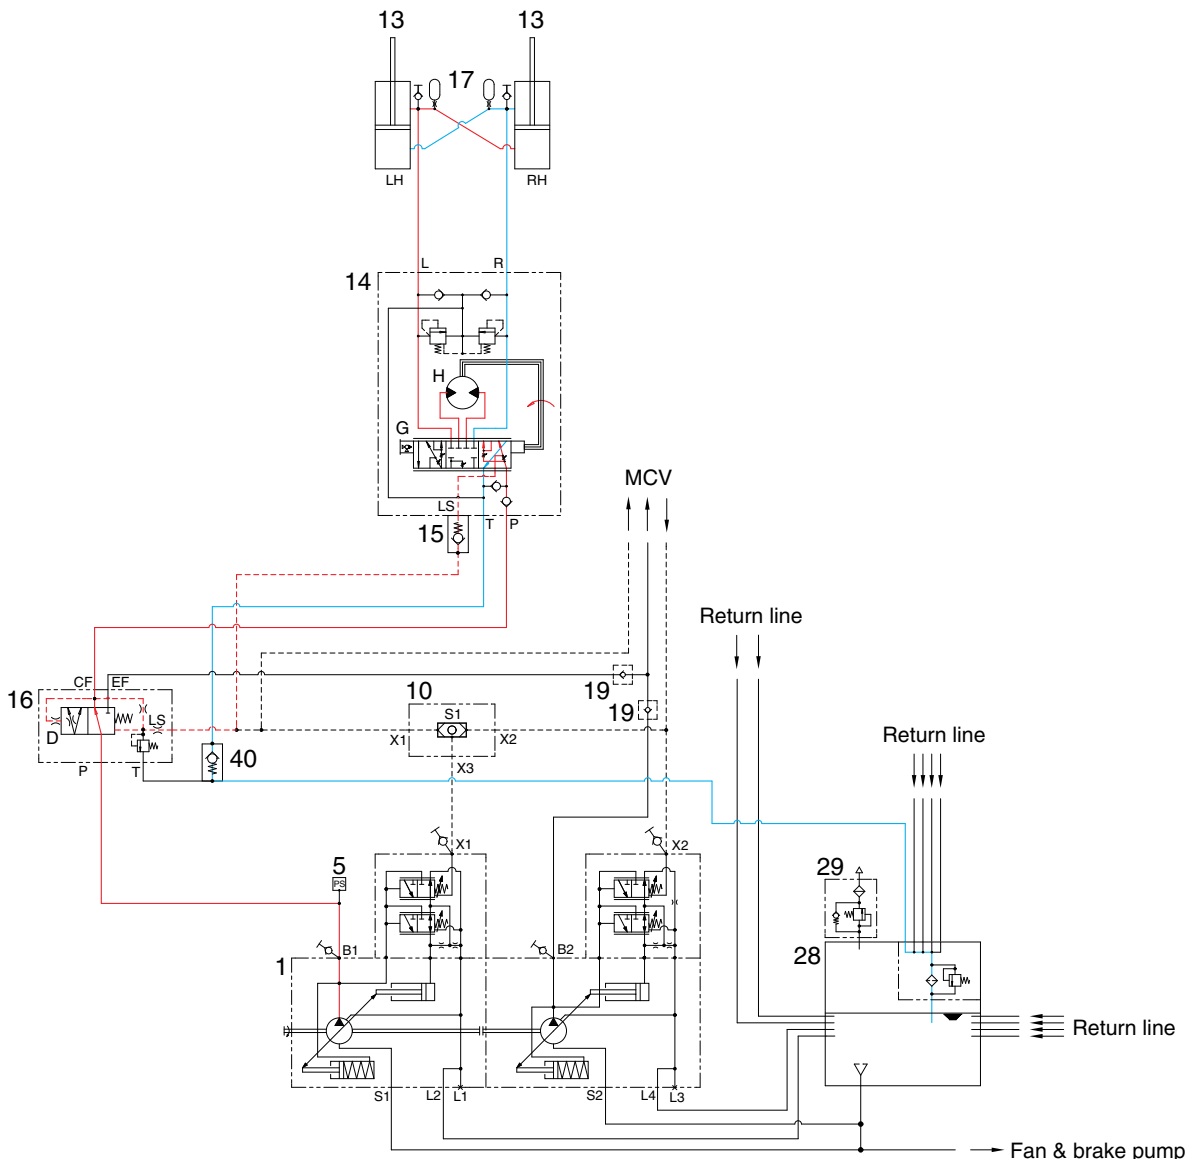 13
13
17
LH
RH
L
R
14
H
G
MCV
LS
T
P
15
Return line
CF
EF
16
10
19
19
S1
D
LS
X1
X2
Return line
P
T
40
X3
X1
X2
5
PS
29
B1
B2
28
1
Return line
S1
L2
L1
S2
L4
L3
Fan & brake pump